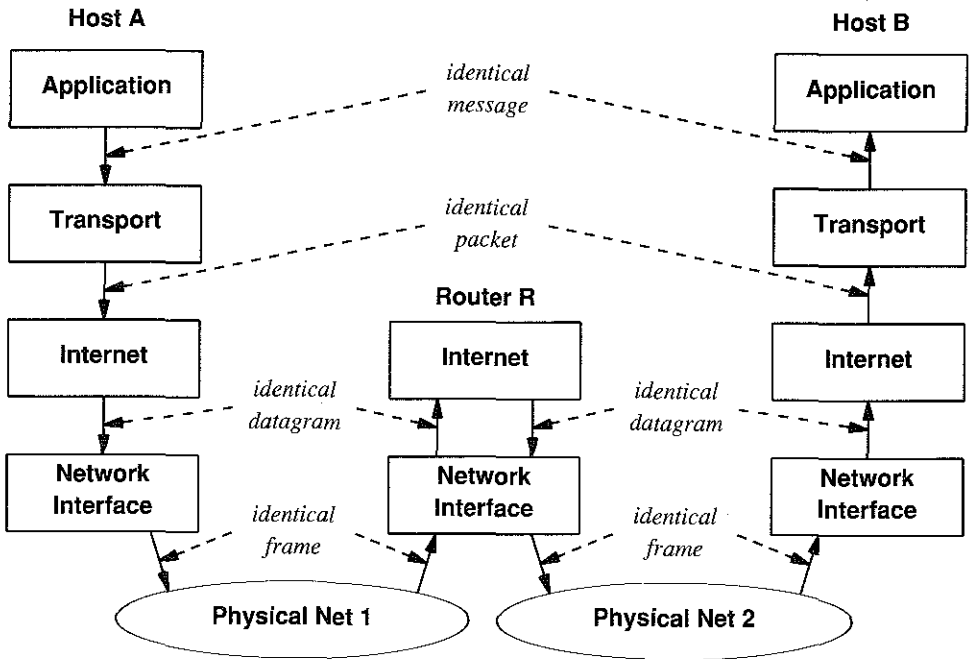 Host A
Host B
Application
identical
message
Application
Transport
identical
packet
Transport
Router R
Internet
Internet
Internet
identical
datagram
identical
datagram
Network
Interface
Network
Interface
Network
Interface
identical
frame
identical
frame
Physical Net 1
Physical Net 2